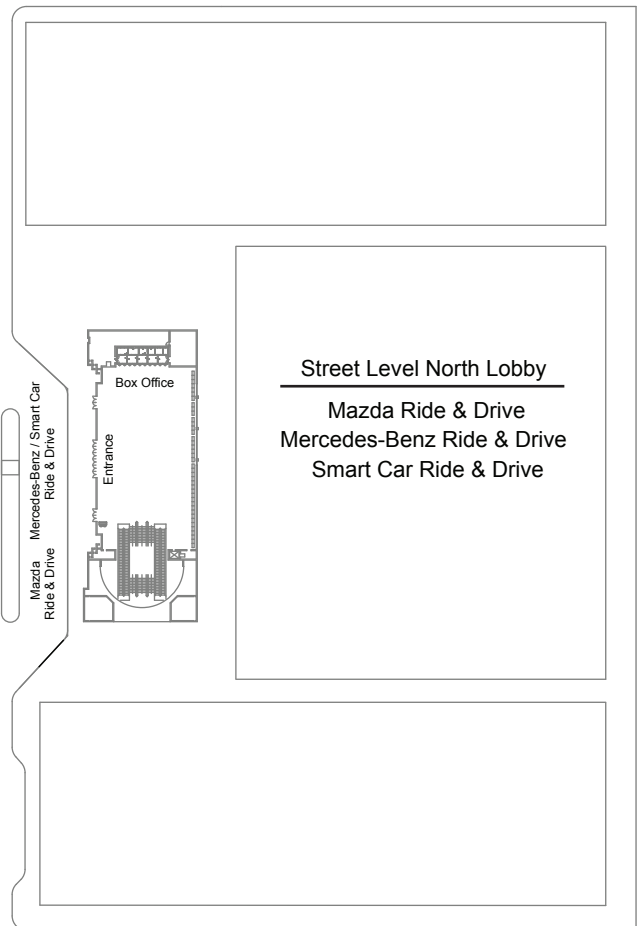 Street Level North Lobby
Mazda Ride & Drive
Mercedes-Benz Ride & Drive
Smart Car Ride & Drive
Box Office
Entrance
Mercedes-Benz / Smart Car
Ride & Drive
Mazda
Ride & Drive